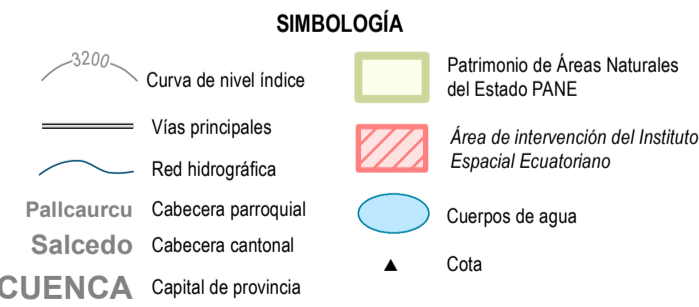 SIMBOLOGÍA
3200
Curva de nivel índice
Vías principales
Red hidrográfica
Pallcaurcu Cabecera parroquial
Salcedo Cabecera cantonal
CUENCA Capital de provincia
Patrimonio de Áreas Naturales
del Estado PANE
Área de intervención del Instituto
Espacial Ecuatoriano
Cuerpos de agua
Cota